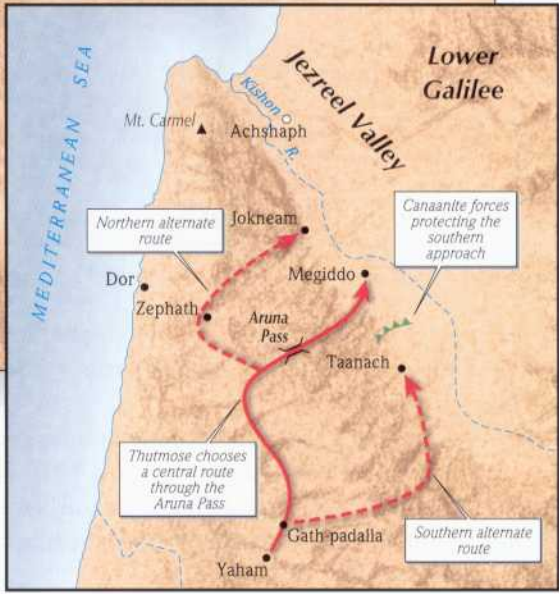 MEDITERRANEAN SEA
Lower
Galilee
Jezreel Valley
Kishon R.
Mt. Carmel
Achshaph
Canaanite forces
protecting the
southern
approach
Northern alternate
route
Jokneam
Megiddo
Dor
Zephath
Aruna
Pass
Taanach
Thutmose chooses
a central route
through the
Aruna Pass
Gath-padalla
Southern alternate
route
Yaham